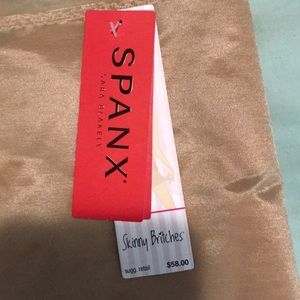 SPANX®
SARA BLAKELY
Skinny Britches
sugg. retail $58.00